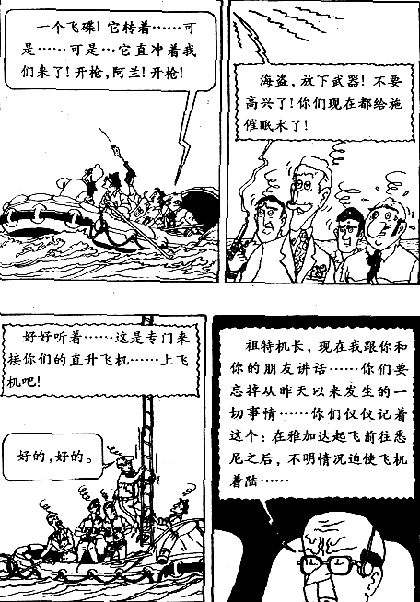 一个飞碟！它转着……可
是……可是…它直冲着我
们来了！开枪，阿兰！开枪！
海盗，放下武器！不要
高兴了！你们现在都给施
催眠术了！
好好听着……这是专门来
接你们的直升飞机……上飞
机吧！
好的，好的。
祖特机长，现在我跟你和
你的朋友讲话……你们要
忘掉从昨天以来发生的一
切事情……你们仅仅记着
这个：在雅加达起飞前往悉
尼之后，不明情况迫使飞机
着陆……